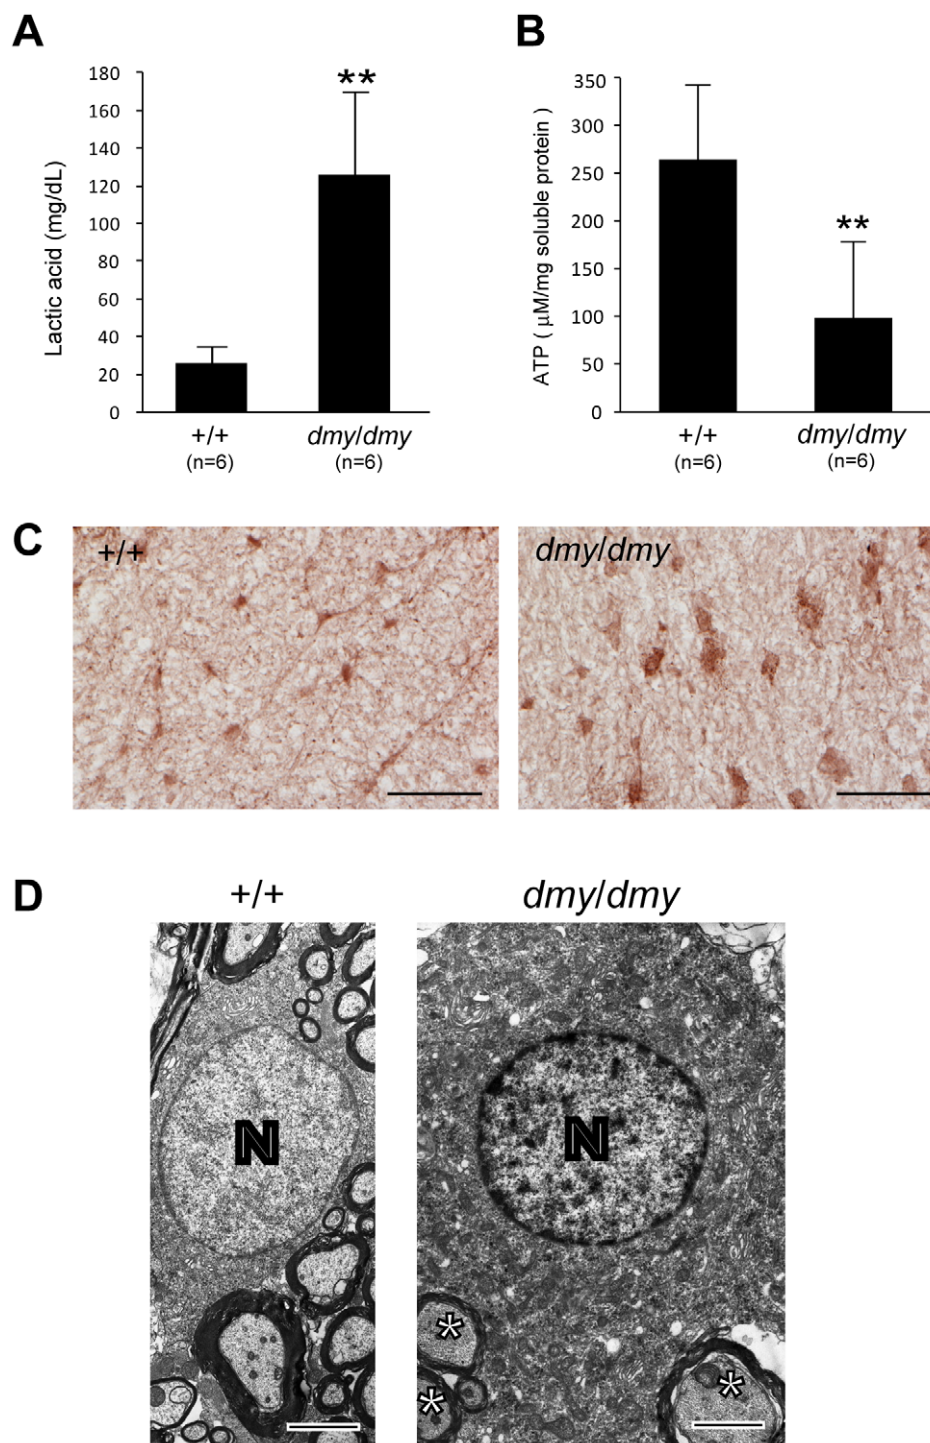 A
Lactic acid (mg/dL)
180
160
140
120
100
80
60
40
20
0
**
+/+
(n=6)
dmy/dmy
(n=6)
B
ATP ( μM/mg soluble protein )
350
300
250
200
150
100
50
0
**
+/+
(n=6)
dmy/dmy
(n=6)
C
+/+
dmy/dmy
D
+/+
dmy/dmy
N
N
*
*
*